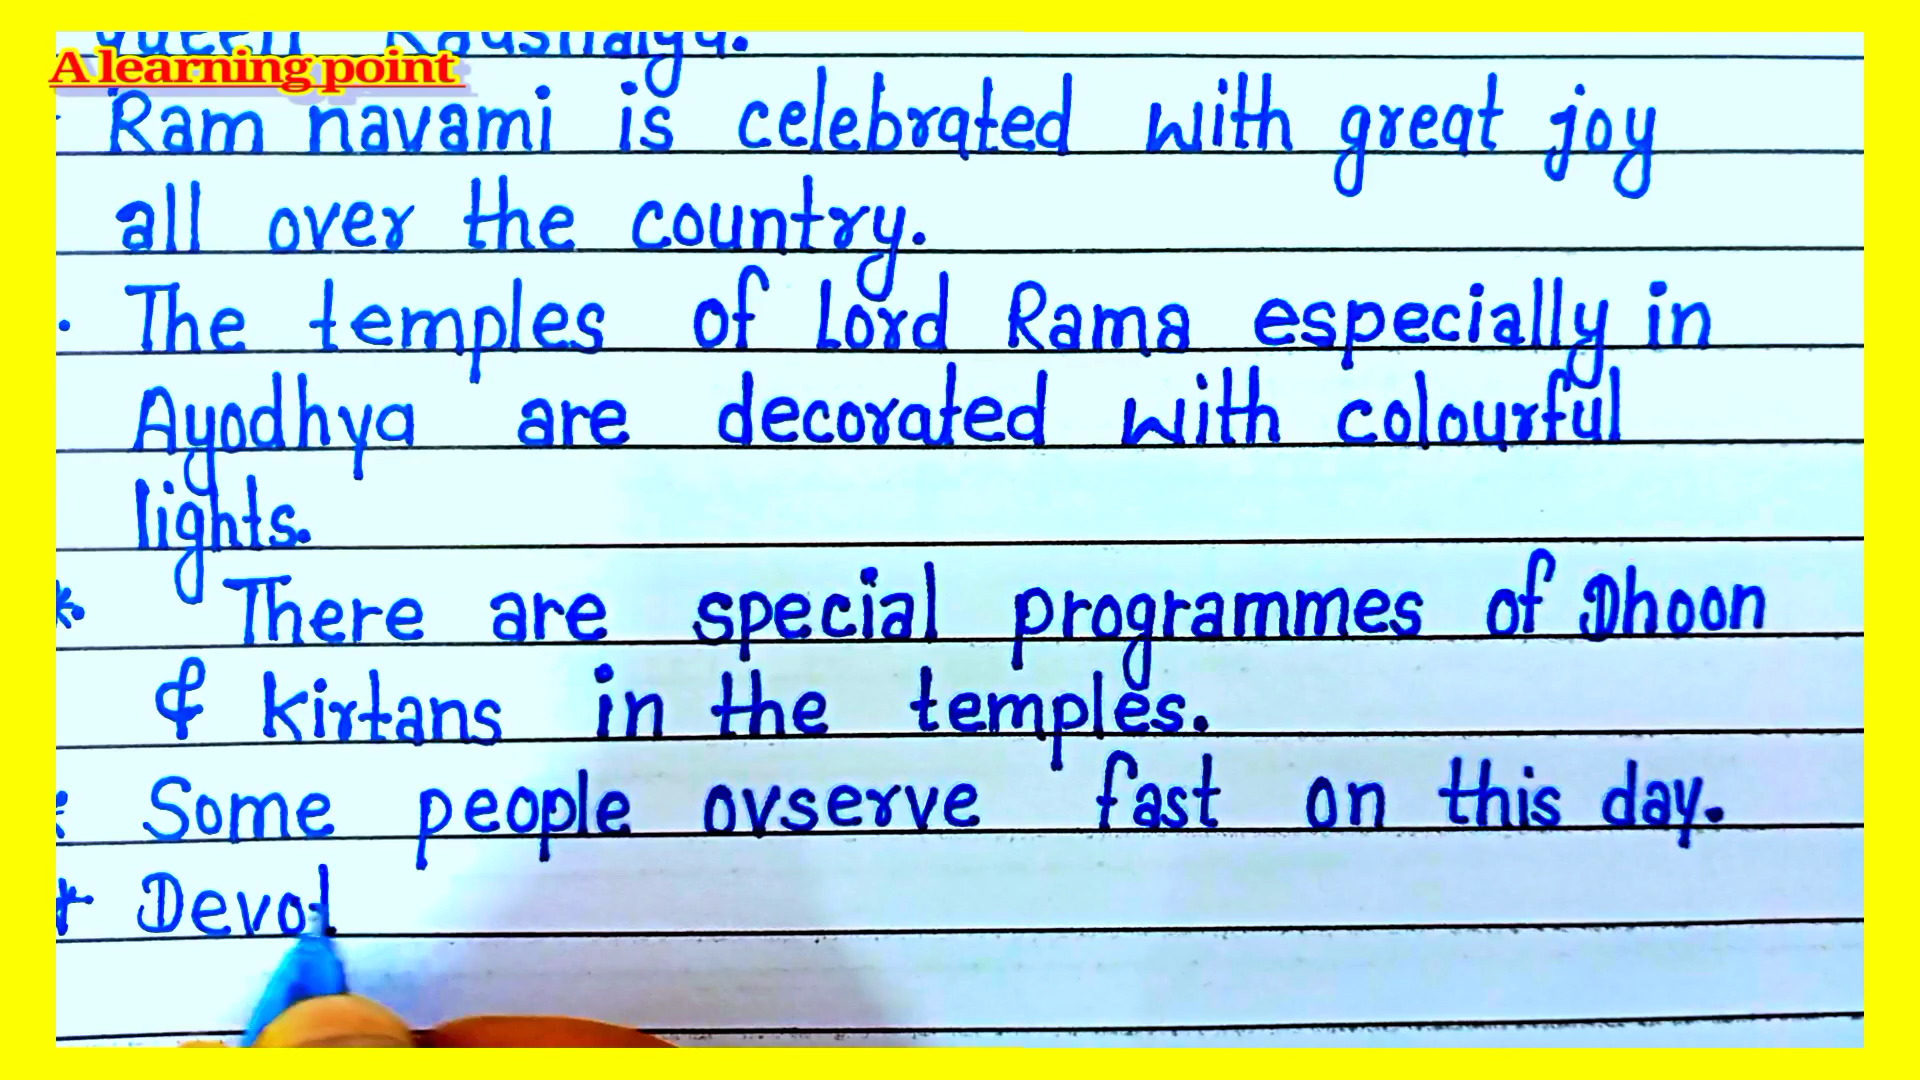 queen Kaushalya.
A learning point
Ram navami is celebrated with great joy
all over the country.
• The temples of Lord Rama especially in
Ayodhya are decorated with colourful
lights.
* There are special programmes of Dhoon
& kirtans in the temples.
* Some people ovserve fast on this day.
* Devot